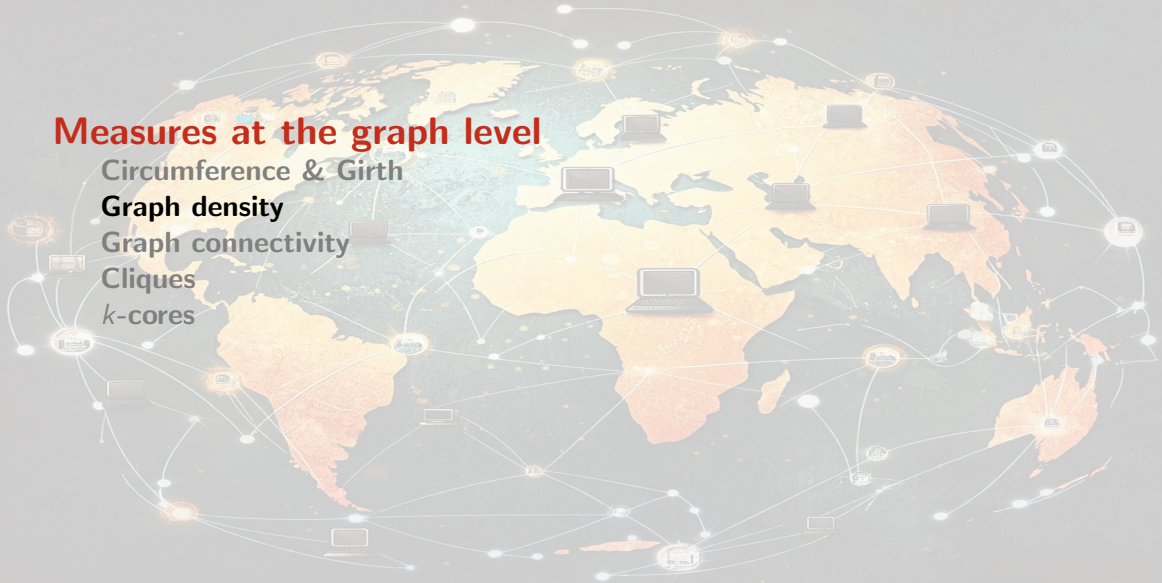 Measures at the graph level
Circumference & Girth
Graph density
Graph connectivity
Cliques
k-cores